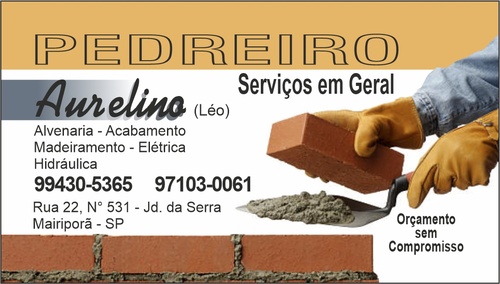 PEDREIRO
Serviços em Geral
Aurelino (Léo)
Alvenaria - Acabamento
Madeiramento - Elétrica
Hidráulica
99430-5365 97103-0061
Rua 22, N° 531 - Jd. da Serra
Mairiporã - SP
Orçamento
sem
Compromisso